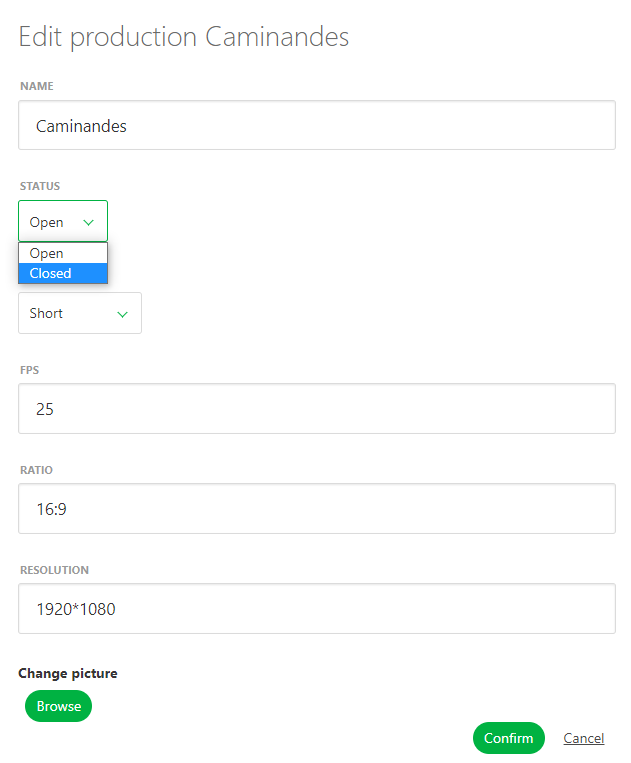 Edit production Caminandes
NAME
Caminandes
STATUS
Open
Open
Closed
Short
FPS
25
RATIO
16:9
RESOLUTION
1920*1080
Change picture
Browse
Confirm Cancel